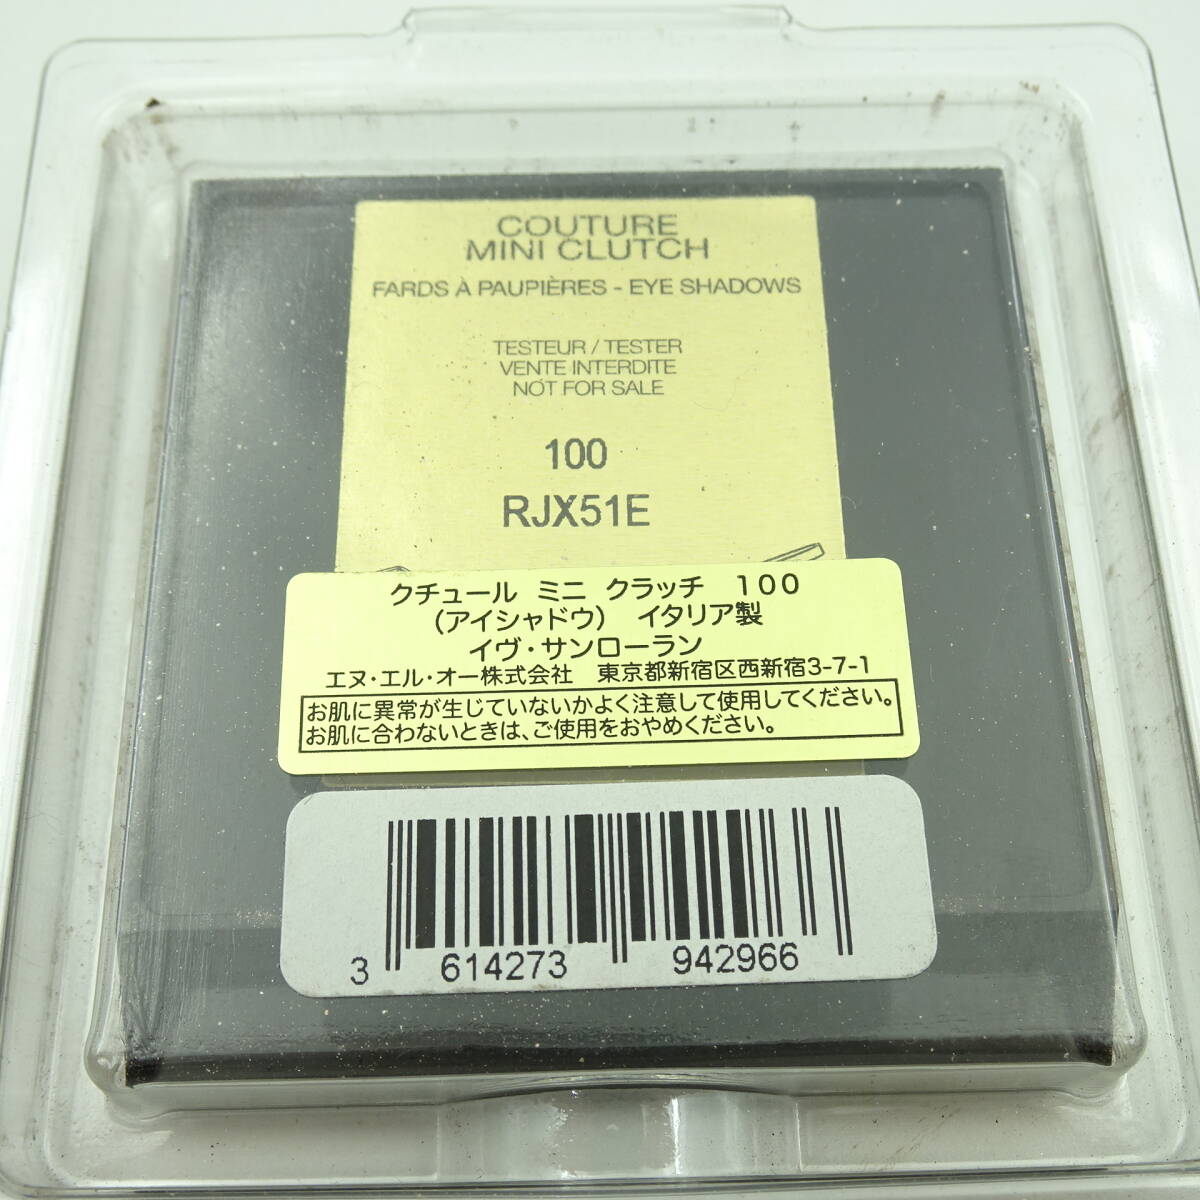 COUTURE
MINI CLUTCH
FARDS À PAUPIÈRES - EYE SHADOWS
TESTEUR / TESTER
VENTE INTERDITE
NOT FOR SALE
100
RJX51E
クチュール ミニ クラッチ 100
(アイシャドウ) イタリア製
イヴ・サンローラン
エヌ・エル・オー株式会社 東京都新宿区西新宿3-7-1
お肌に異常が生じていないかよく注意して使用してください。
お肌に合わないときは、ご使用をおやめください。
3 614273 942966